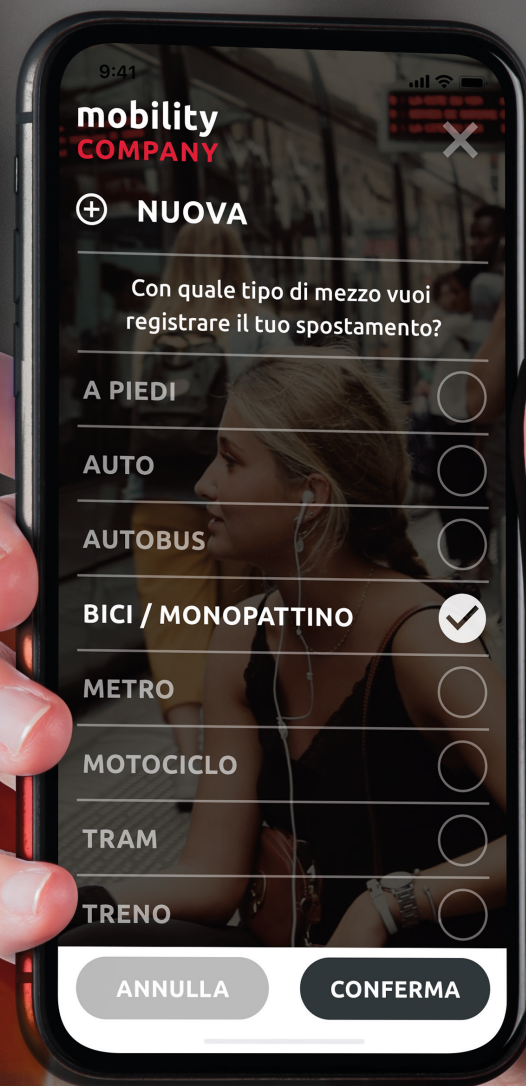 9:41
mobility
COMPANY
NUOVA
Con quale tipo di mezzo vuoi
registrare il tuo spostamento?
A PIEDI
AUTO
AUTOBUS
BICI / MONOPATTINO
METRO
MOTOCICLO
TRAM
TRENO
ANNULLA
CONFERMA